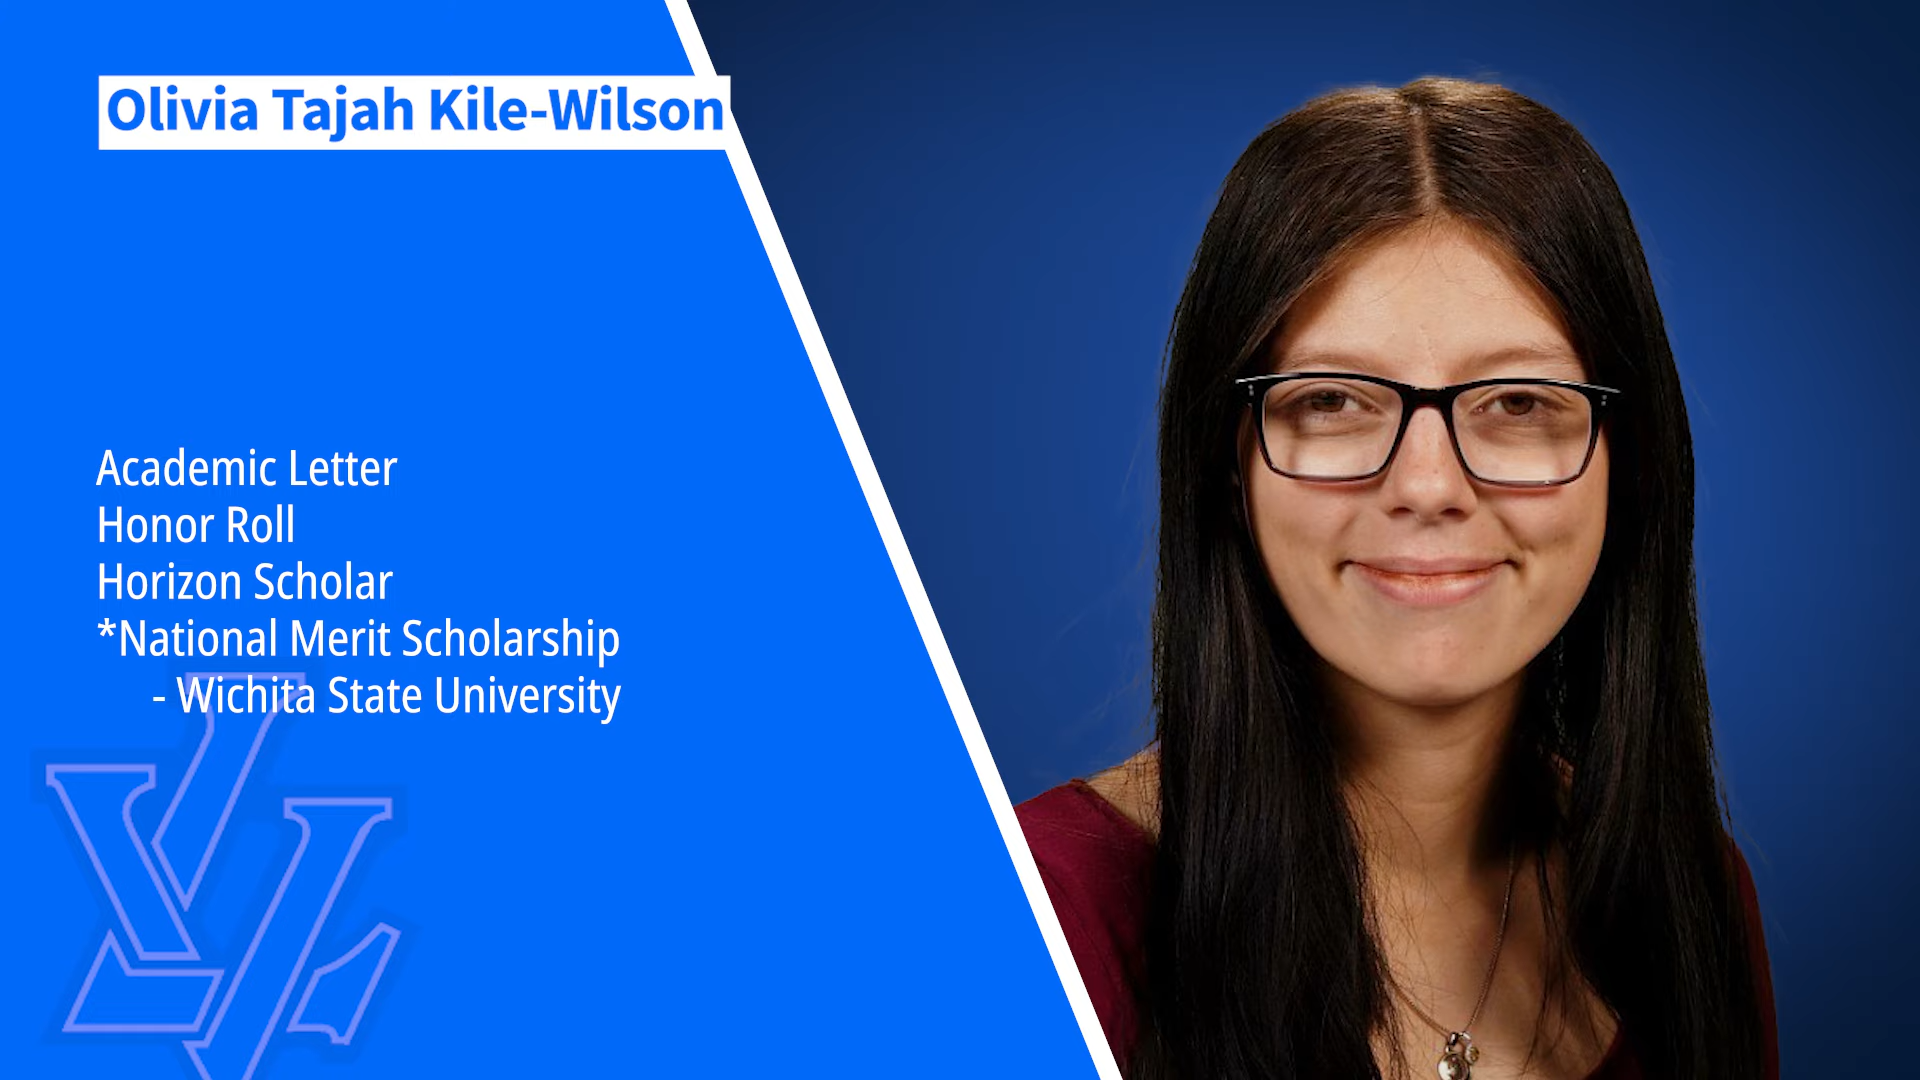 Olivia Tajah Kile-Wilson
Academic Letter
Honor Roll
Horizon Scholar
*National Merit Scholarship
- Wichita State University